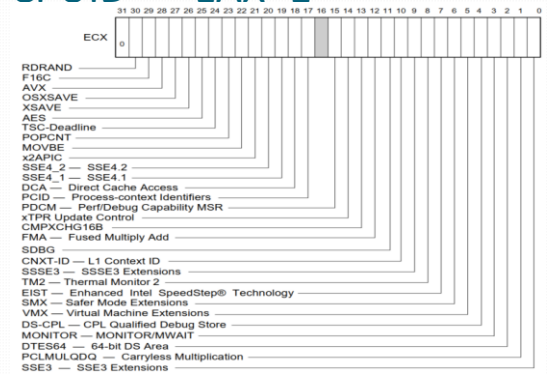 31 30 29 28 27 26 25 24 23 22 21 20 19 18 17 16 15 14 13 12 11 10 9 8 7 6 5 4 3 2 1 0
ECX
0
RDRAND
F16C
AVX
OSXSAVE
XSAVE
AES
TSC-Deadline
POPCNT
MOVBE
x2APIC
SSE4_2 — SSE4.2
SSE4_1 — SSE4.1
DCA — Direct Cache Access
PCID — Process-context Identifiers
PDCM — Perf/Debug Capability MSR
xTPR Update Control
CMPXCHG16B
FMA — Fused Multiply Add
SDBG
CNXT-ID — L1 Context ID
SSSE3 — SSSE3 Extensions
TM2 — Thermal Monitor 2
EIST — Enhanced Intel SpeedStep® Technology
SMX — Safer Mode Extensions
VMX — Virtual Machine Extensions
DS-CPL — CPL Qualified Debug Store
MONITOR — MONITOR/MWAIT
DTES64 — 64-bit DS Area
PCLMULQDQ — Carryless Multiplication
SSE3 — SSE3 Extensions